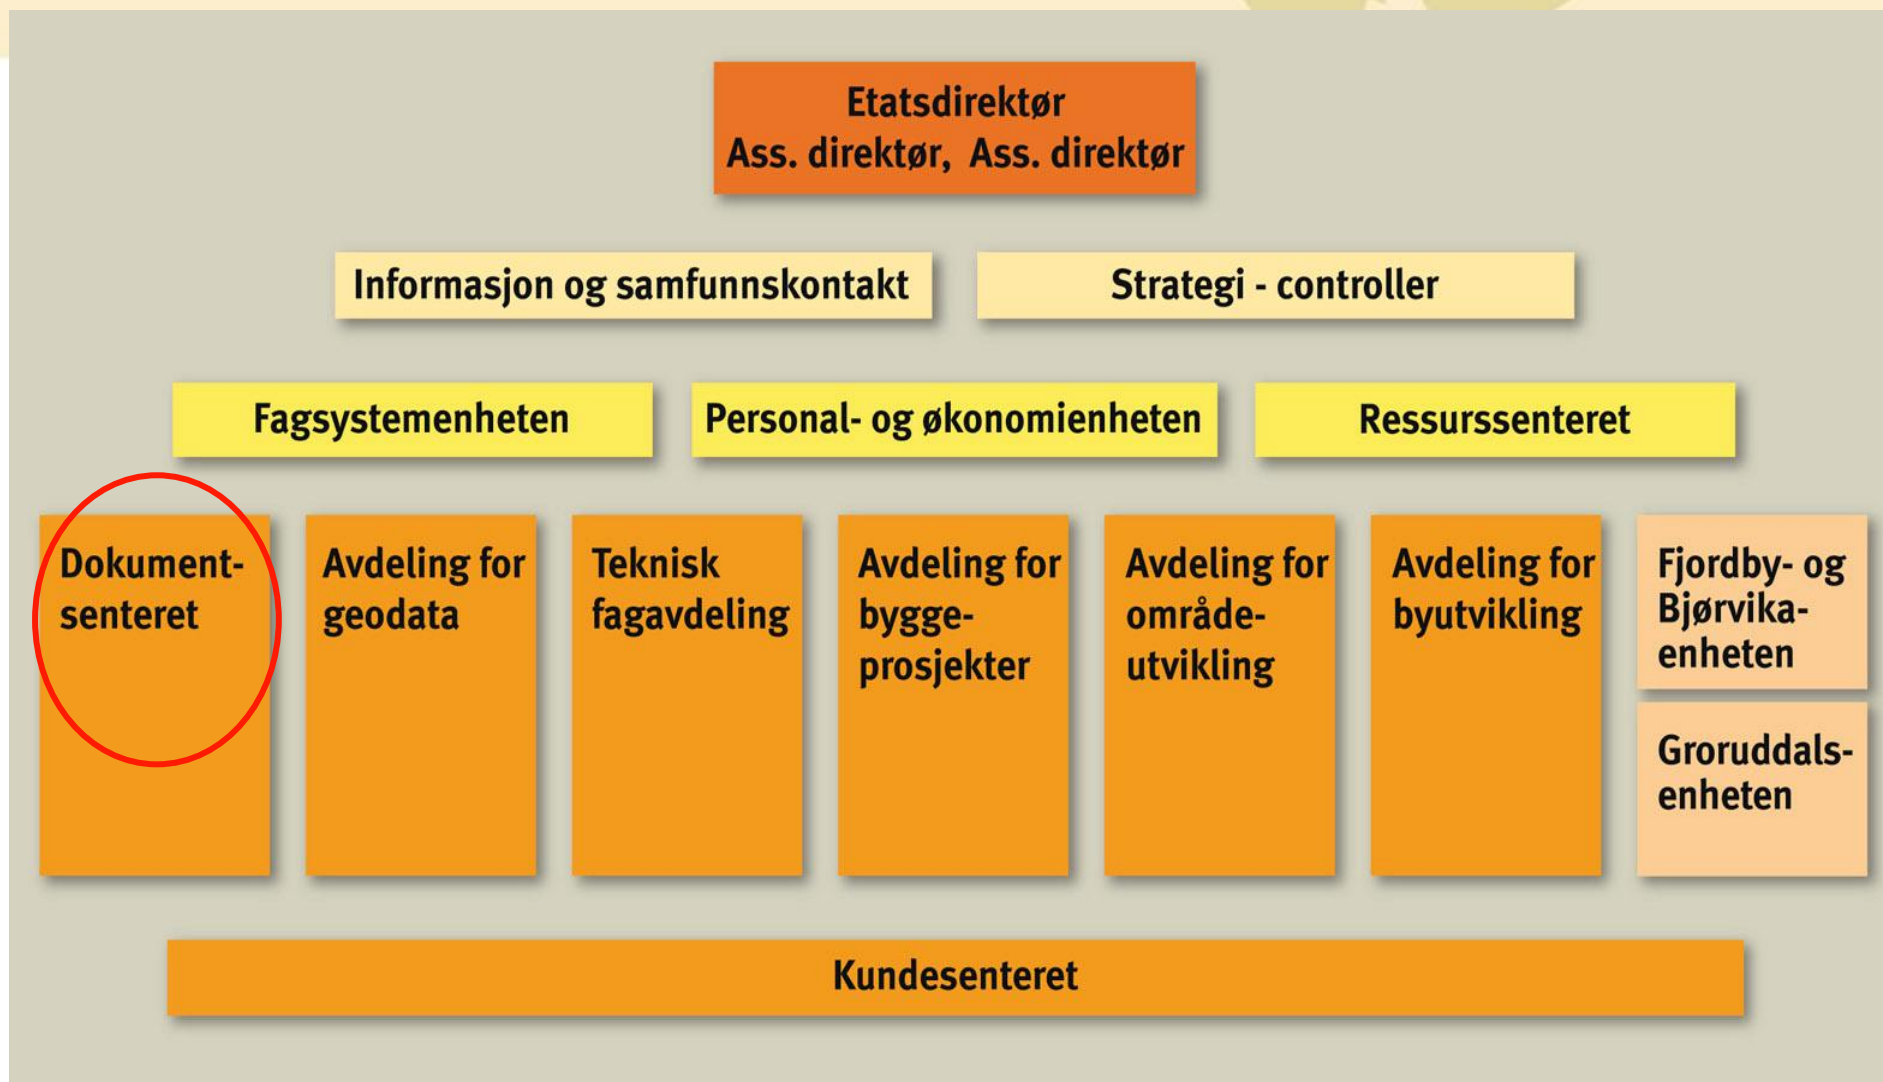 Etatsdirektør
Ass. direktør,  Ass. direktør
Informasjon og samfunnskontakt
Strategi - controller
Fagsystemenheten
Personal- og økonomienheten
Ressurssenteret
Dokument-
senteret
Avdeling for
geodata
Teknisk
fagavdeling
Avdeling for
bygge-
prosjekter
Avdeling for
område-
utvikling
Avdeling for
byutvikling
Fjordby- og
Bjørvika-
enheten
Groruddals-
enheten
Kundesenteret